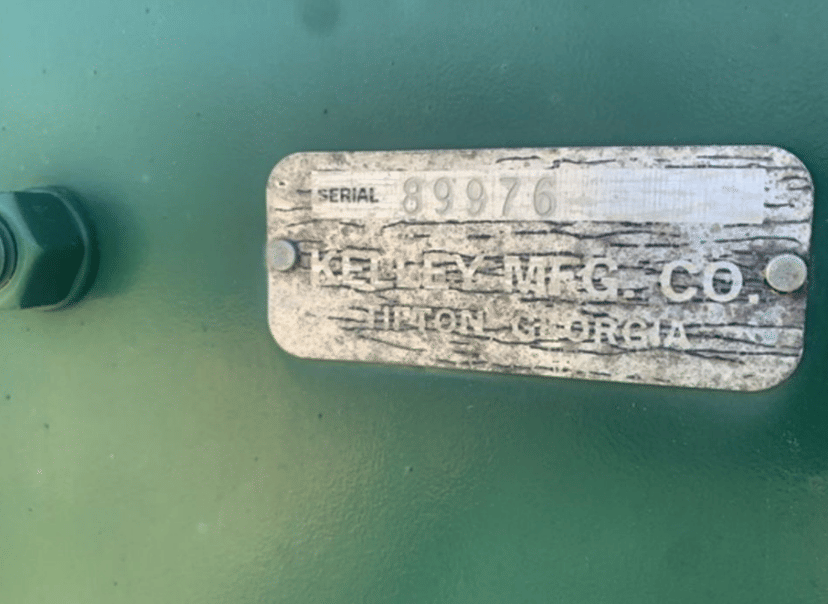 SERIAL 89976
KELLEY MFG. CO.
TIFTON, GEORGIA